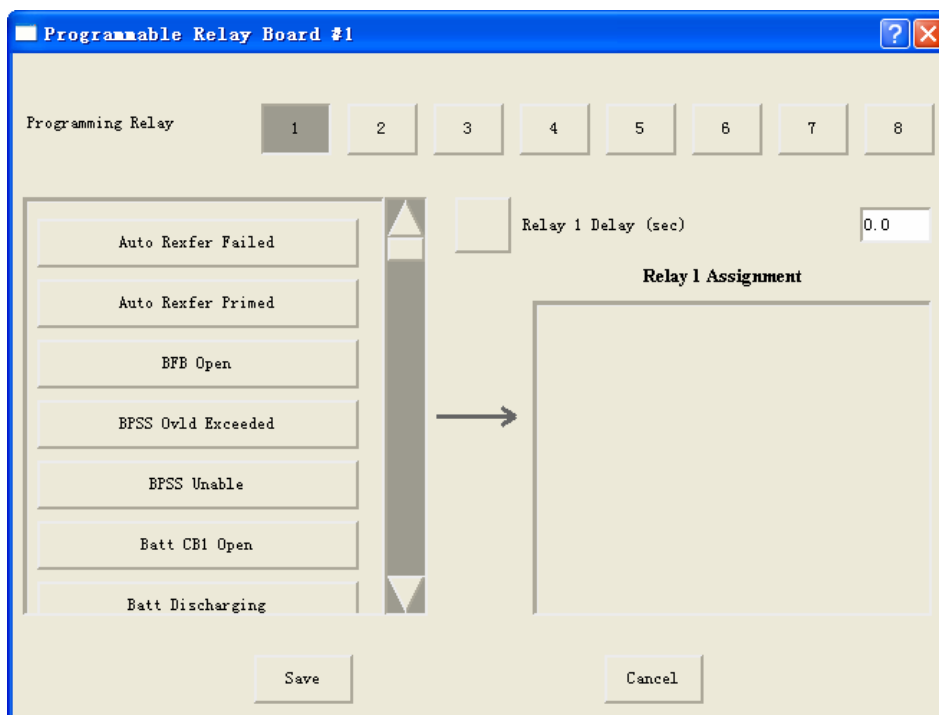 Programmable Relay Board #1
Programming Relay 1 2 3 4 5 6 7 8
Relay 1 Delay (sec) 0.0
Relay 1 Assignment
Auto Rexfer Failed
Auto Rexfer Primed
BFB Open
BPSS Ovld Exceeded
BPSS Unable
Batt CB1 Open
Batt Discharging
Save Cancel